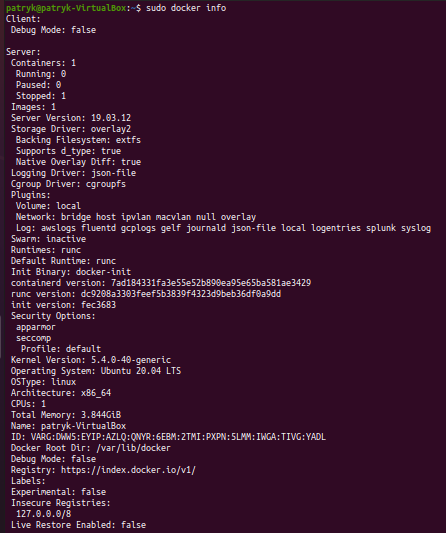 patryk@patryk-VirtualBox:~$ sudo docker info
Client:
 Debug Mode: false

Server:
 Containers: 1
  Running: 0
  Paused: 0
  Stopped: 1
 Images: 1
 Server Version: 19.03.12
 Storage Driver: overlay2
  Backing Filesystem: extfs
  Supports d_type: true
  Native Overlay Diff: true
 Logging Driver: json-file
 Cgroup Driver: cgroupfs
 Plugins:
  Volume: local
  Network: bridge host ipvlan macvlan null overlay
  Log: awslogs fluentd gcplogs gelf journald json-file local logentries splunk syslog
 Swarm: inactive
 Runtimes: runc
 Default Runtime: runc
 Init Binary: docker-init
 containerd version: 7ad184331fa3e55e52b890ea95e65ba581ae3429
 runc version: dc9208a3303feef5b3839f4323d9beb36df0a9dd
 init version: fec3683
 Security Options:
  apparmor
  seccomp
   Profile: default
 Kernel Version: 5.4.0-40-generic
 Operating System: Ubuntu 20.04 LTS
 OSType: linux
 Architecture: x86_64
 CPUs: 1
 Total Memory: 3.844GiB
 Name: patryk-VirtualBox
 ID: VARG:DWW5:EYIP:AZLQ:QNYR:6EBM:2TMI:PXPN:5LMM:IWGA:TIVG:YADL
 Docker Root Dir: /var/lib/docker
 Debug Mode: false
 Registry: https://index.docker.io/v1/
 Labels:
 Experimental: false
 Insecure Registries:
  127.0.0.0/8
 Live Restore Enabled: false